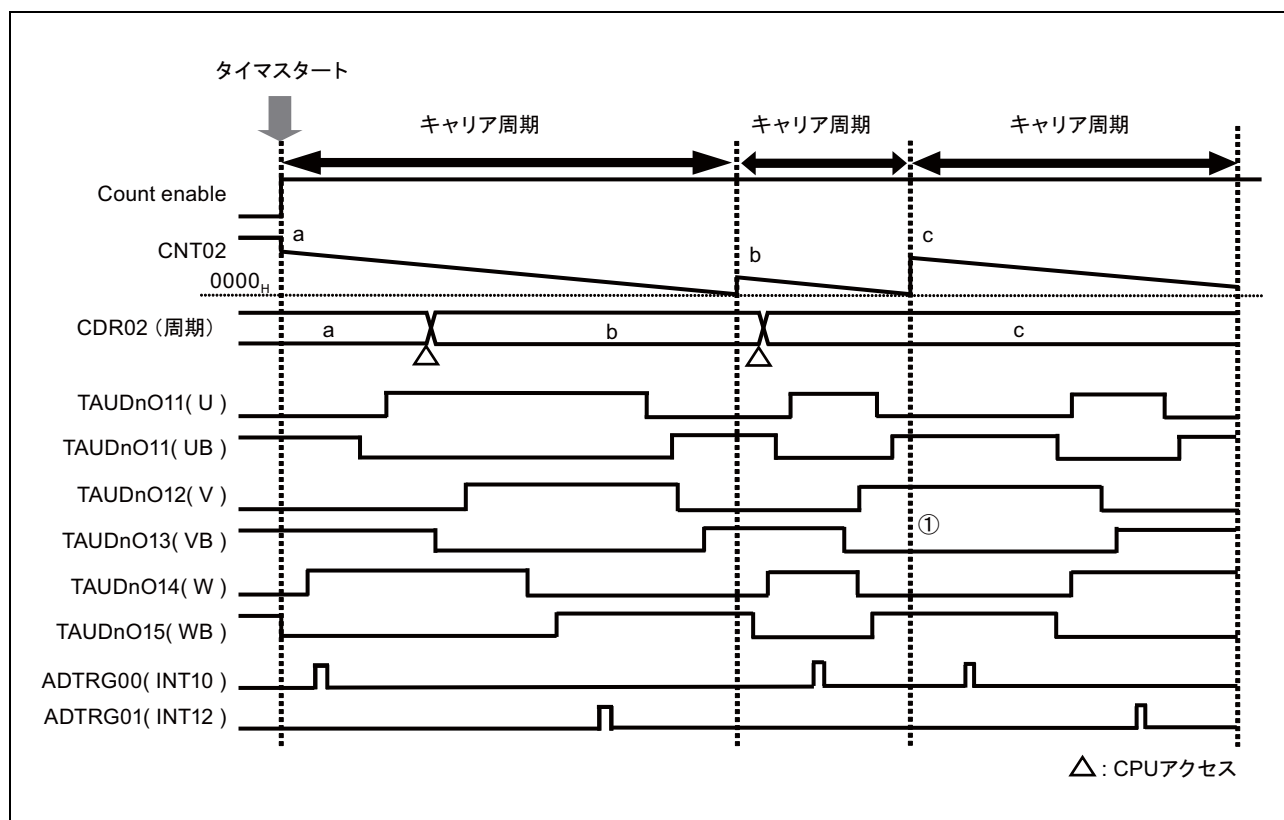 タイマスタート
キャリア周期 キャリア周期 キャリア周期
Count enable
CNT02 a b c
0000H
CDR02（周期） a b c
TAUDnO11( U )
TAUDnO11( UB )
TAUDnO12( V )
①
TAUDnO13( VB )
TAUDnO14( W )
TAUDnO15( WB )
ADTRG00( INT10 )
ADTRG01( INT12 )
△ : CPUアクセス